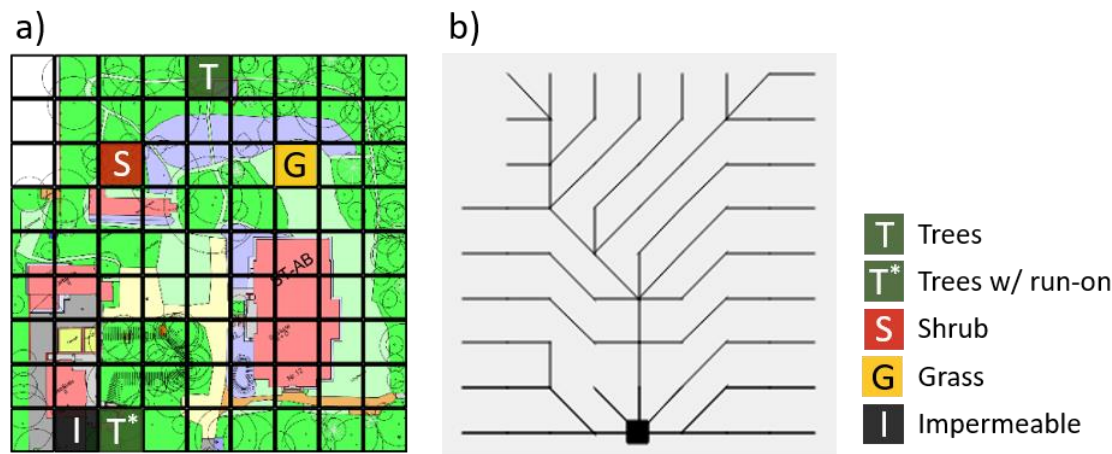 a)
b)
T
S
G
ST-AB
I
T*
T Trees
T* Trees w/ run-on
S Shrub
G Grass
I Impermeable